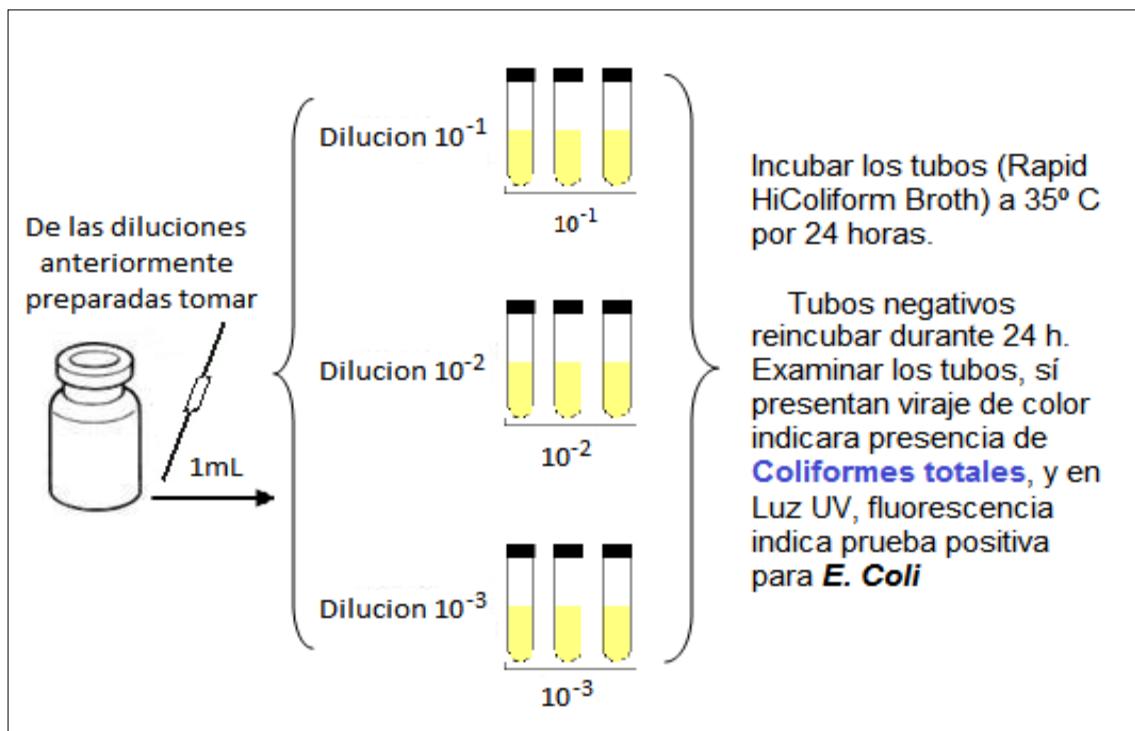 De las diluciones
anteriormente
preparadas tomar
1mL
Dilucion 10⁻¹
10⁻¹
Dilucion 10⁻²
10⁻²
Dilucion 10⁻³
10⁻³
Incubar los tubos (Rapid
HiColiform Broth) a 35º C
por 24 horas.
Tubos negativos
reincubar durante 24 h.
Examinar los tubos, sí
presentan viraje de color
indicara presencia de
Coliformes totales, y en
Luz UV, fluorescencia
indica prueba positiva
para E. Coli